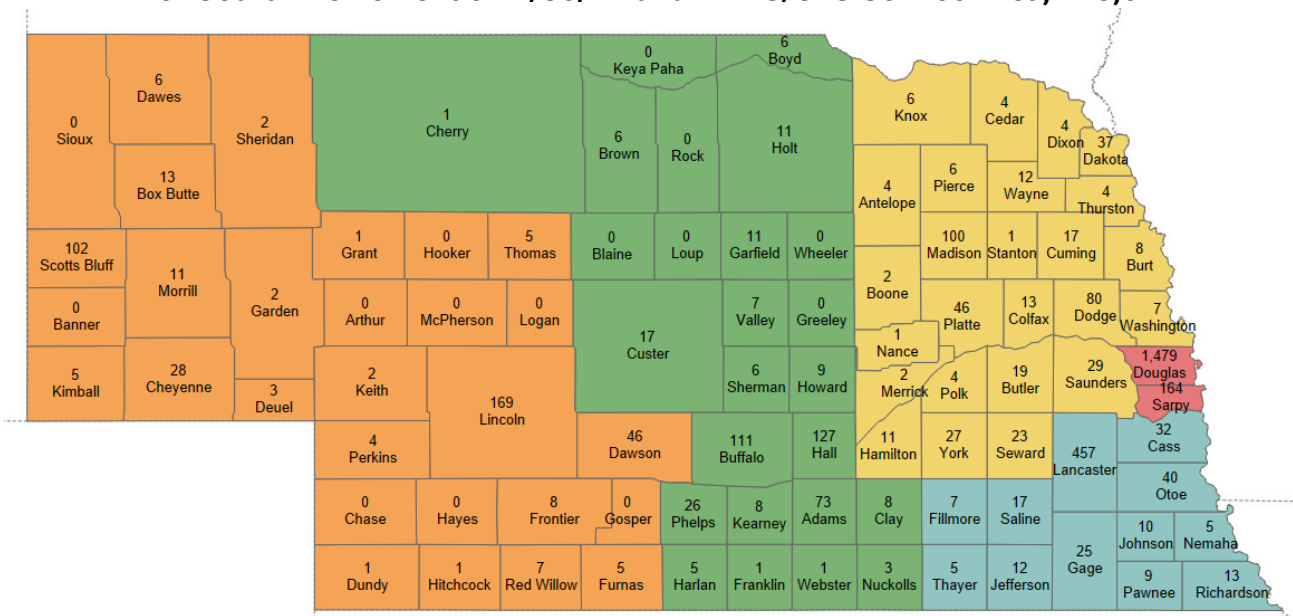 0
Sioux
6
Dawes
2
Sheridan
13
Box Butte
1
Cherry
0
Keya Paha
6
Boyd
6
Brown
0
Rock
11
Holt
6
Knox
4
Cedar
4
Dixon
37
Dakota
4
Antelope
6
Pierce
12
Wayne
4
Thurston
102
Scotts Bluff
11
Morrill
2
Garden
1
Grant
0
Hooker
5
Thomas
0
Blaine
0
Loup
11
Garfield
0
Wheeler
100
Madison
1
Stanton
17
Cuming
8
Burt
0
Banner
0
Arthur
0
McPherson
0
Logan
17
Custer
7
Valley
0
Greeley
2
Boone
46
Platte
13
Colfax
80
Dodge
7
Washington
5
Kimball
28
Cheyenne
3
Deuel
2
Keith
169
Lincoln
6
Sherman
9
Howard
1
Nance
2
Merrick
4
Polk
19
Butler
29
Saunders
1,479
Douglas
164
Sarpy
4
Perkins
46
Dawson
111
Buffalo
127
Hall
11
Hamilton
27
York
23
Seward
457
Lancaster
32
Cass
40
Otoe
0
Chase
0
Hayes
8
Frontier
0
Gosper
26
Phelps
8
Kearney
73
Adams
8
Clay
7
Fillmore
17
Saline
25
Gage
10
Johnson
5
Nemaha
1
Dundy
1
Hitchcock
7
Red Willow
5
Furnas
5
Harlan
1
Franklin
1
Webster
3
Nuckolls
5
Thayer
12
Jefferson
9
Pawnee
13
Richardson